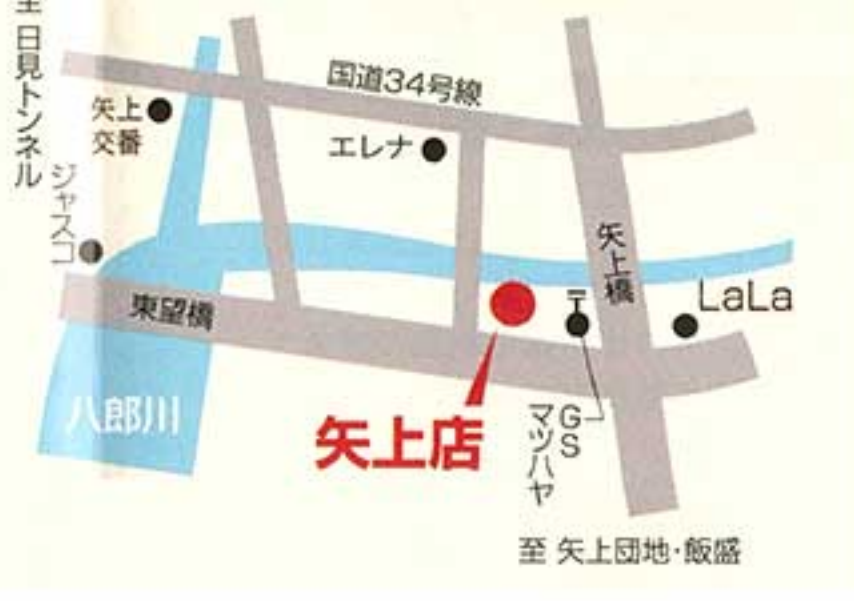 至 日見トンネル
国道34号線
矢上
交番
エレナ
ジャスコ
矢上橋
LaLa
東望橋
八郎川
矢上店
GS
マツハヤ
至 矢上団地・飯盛